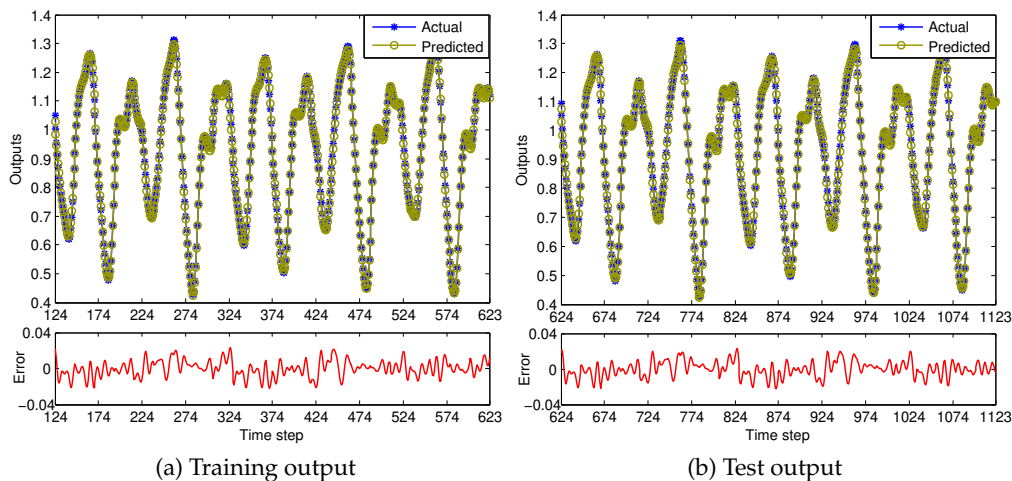 Outputs
1.4
1.3
1.2
1.1
1
0.9
0.8
0.7
0.6
0.5
0.4
Actual
Predicted
124 174 224 274 324 374 424 474 524 574 623
Error
0.04
0
−0.04
124 174 224 274 324 374 424 474 524 574 623
Time step
(a) Training output
Outputs
1.4
1.3
1.2
1.1
1
0.9
0.8
0.7
0.6
0.5
0.4
Actual
Predicted
624 674 724 774 824 874 924 974 1024 1074 1123
Error
0.04
0
−0.04
624 674 724 774 824 874 924 974 1024 1074 1123
Time step
(b) Test output